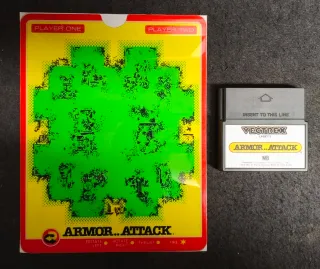 PLAYER ONE
PLAYER TWO
ARMOR .. ATTACK
INSERT TO THIS LINE
VECTREX
ARMOR .. ATTACK